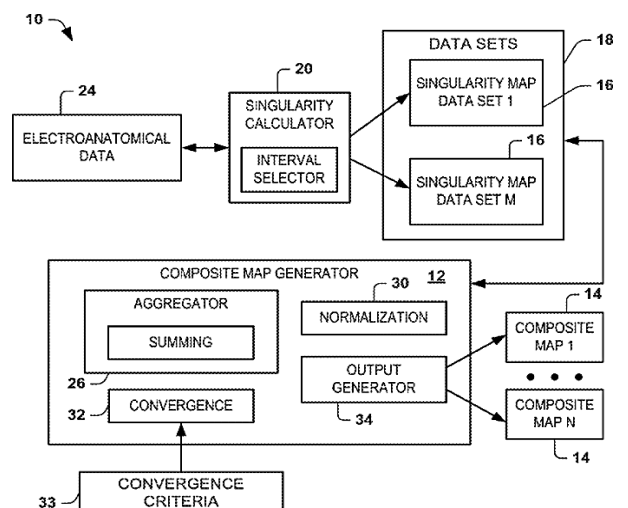 10
DATA SETS
18
20
SINGULARITY MAP
DATA SET 1
16
24
SINGULARITY
CALCULATOR
ELECTROANATOMICAL
DATA
INTERVAL
SELECTOR
16
SINGULARITY MAP
DATA SET M
COMPOSITE MAP GENERATOR
12
14
AGGREGATOR
30
COMPOSITE
MAP 1
SUMMING
NORMALIZATION
26
OUTPUT
GENERATOR
32
CONVERGENCE
34
COMPOSITE
MAP N
14
33
CONVERGENCE
CRITERIA